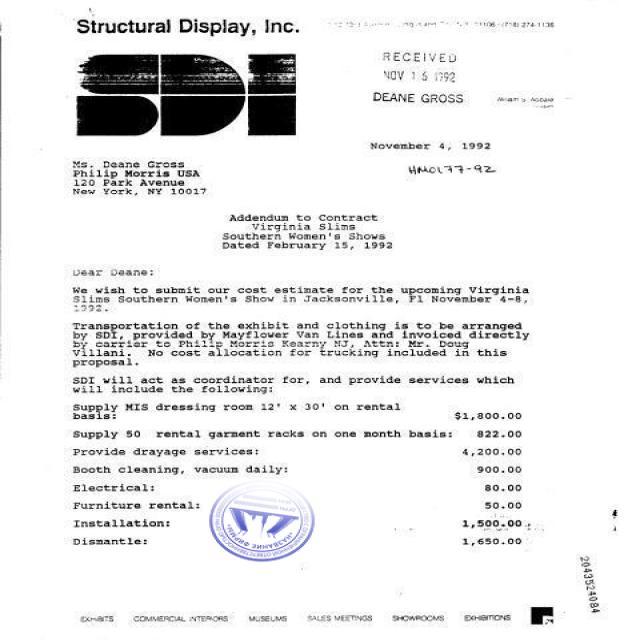 Structural Display, Inc.
11106 - (718) 274-1136
SDI
RECEIVED
NOV 16 1992
DEANE GROSS
November 4, 1992
HM0177-92
Ms. Deane Gross
Philip Morris USA
120 Park Avenue
New York, NY 10017
Addendum to Contract
Virginia Slims
Southern Women's Shows
Dated February 15, 1992
Dear Deane:
We wish to submit our cost estimate for the upcoming Virginia
Slims Southern Women's Show in Jacksonville, Fl November 4-8,
1992.
Transportation of the exhibit and clothing is to be arranged
by SDI, provided by Mayflower Van Lines and invoiced directly
by carrier to Philip Morris Kearny NJ, Attn: Mr. Doug
Villani. No cost allocation for trucking included in this
proposal.
SDI will act as coordinator for, and provide services which
will include the following:
Supply MIS dressing room 12' x 30' on rental
basis: $1,800.00
Supply 50 rental garment racks on one month basis: 822.00
Provide drayage services: 4,200.00
Booth cleaning, vacuum daily: 900.00
Electrical: 80.00
Furniture rental: 50.00
Installation: 1,500.00
Dismantle: 1,650.00
«НАЗВАНИЕ ФИРМЫ»
2043524084
EXHIBITS COMMERCIAL INTERIORS MUSEUMS SALES MEETINGS SHOWROOMS EXHIBITIONS